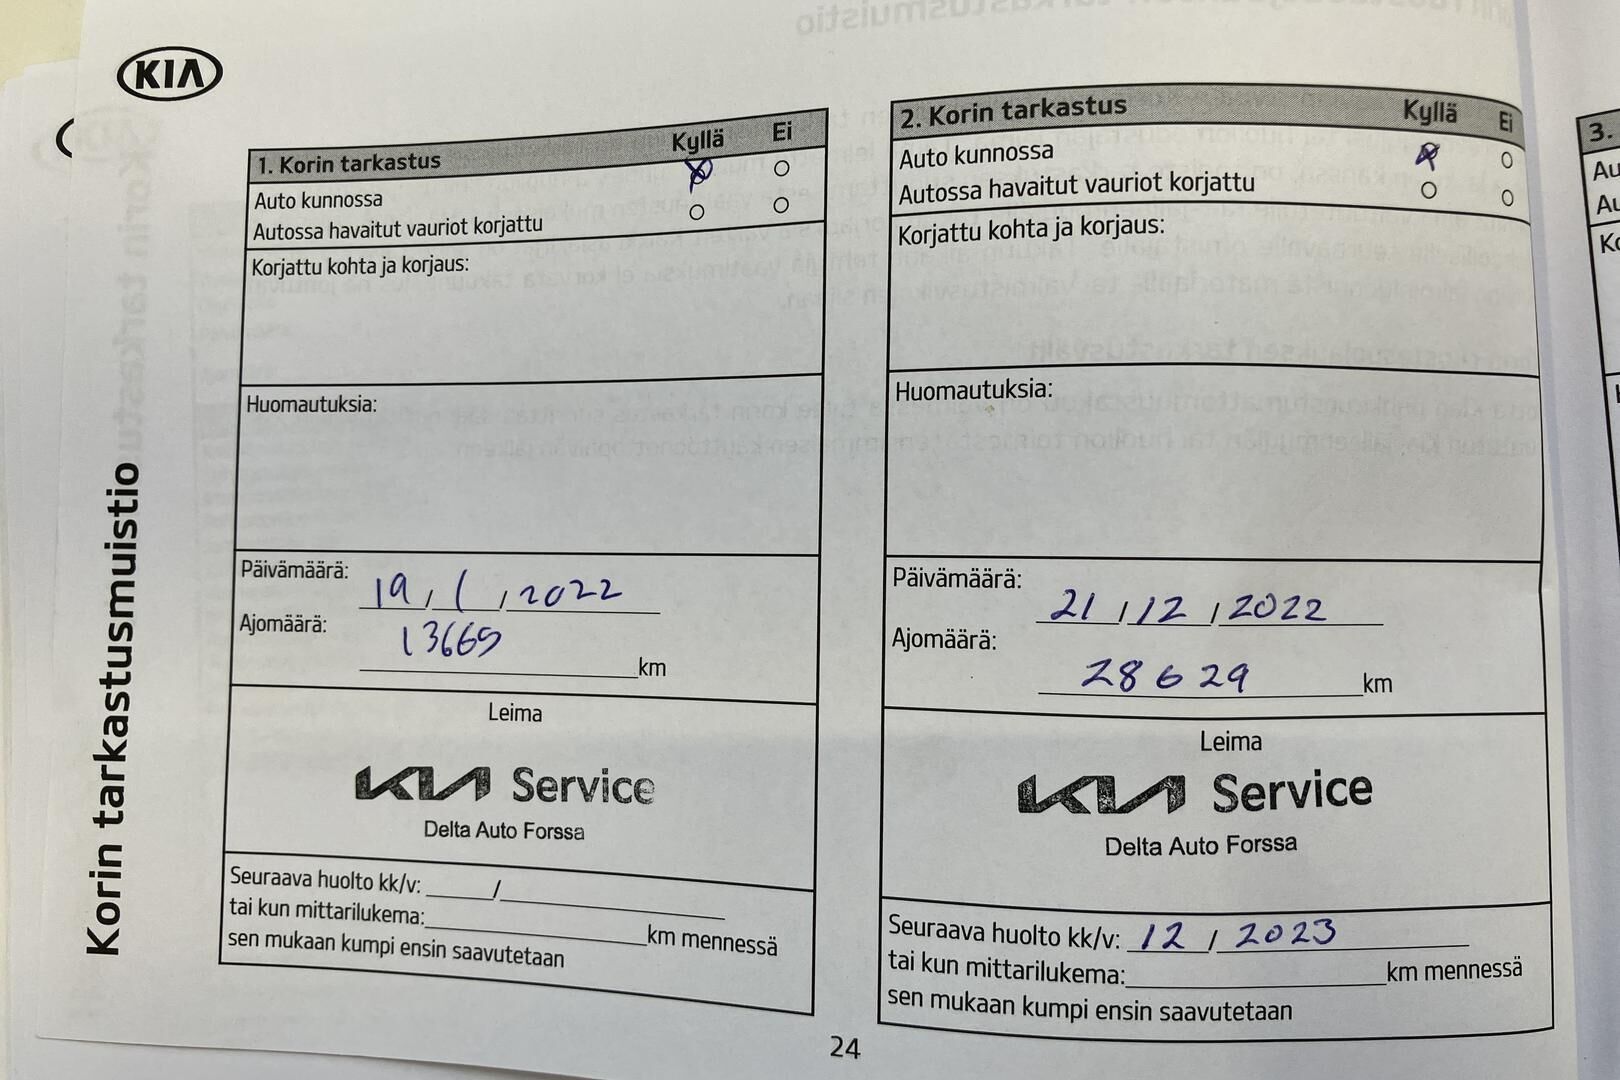 KIA
Korin tarkastusmuistio
1. Korin tarkastus Kyllä Ei
Auto kunnossa
Autossa havaitut vauriot korjattu
Korjattu kohta ja korjaus:
Huomautuksia:
Päivämäärä: 19 / 1 / 2022
Ajomäärä: 13665 km
Leima
KIA Service
Delta Auto Forssa
Seuraava huolto kk/v: /
tai kun mittarilukema: km mennessä
sen mukaan kumpi ensin saavutetaan
2. Korin tarkastus Kyllä Ei
Auto kunnossa
Autossa havaitut vauriot korjattu
Korjattu kohta ja korjaus:
Huomautuksia:
Päivämäärä: 21 / 12 / 2022
Ajomäärä: 28629 km
Leima
KIA Service
Delta Auto Forssa
Seuraava huolto kk/v: 12 / 2023
tai kun mittarilukema: km mennessä
sen mukaan kumpi ensin saavutetaan
3.
24